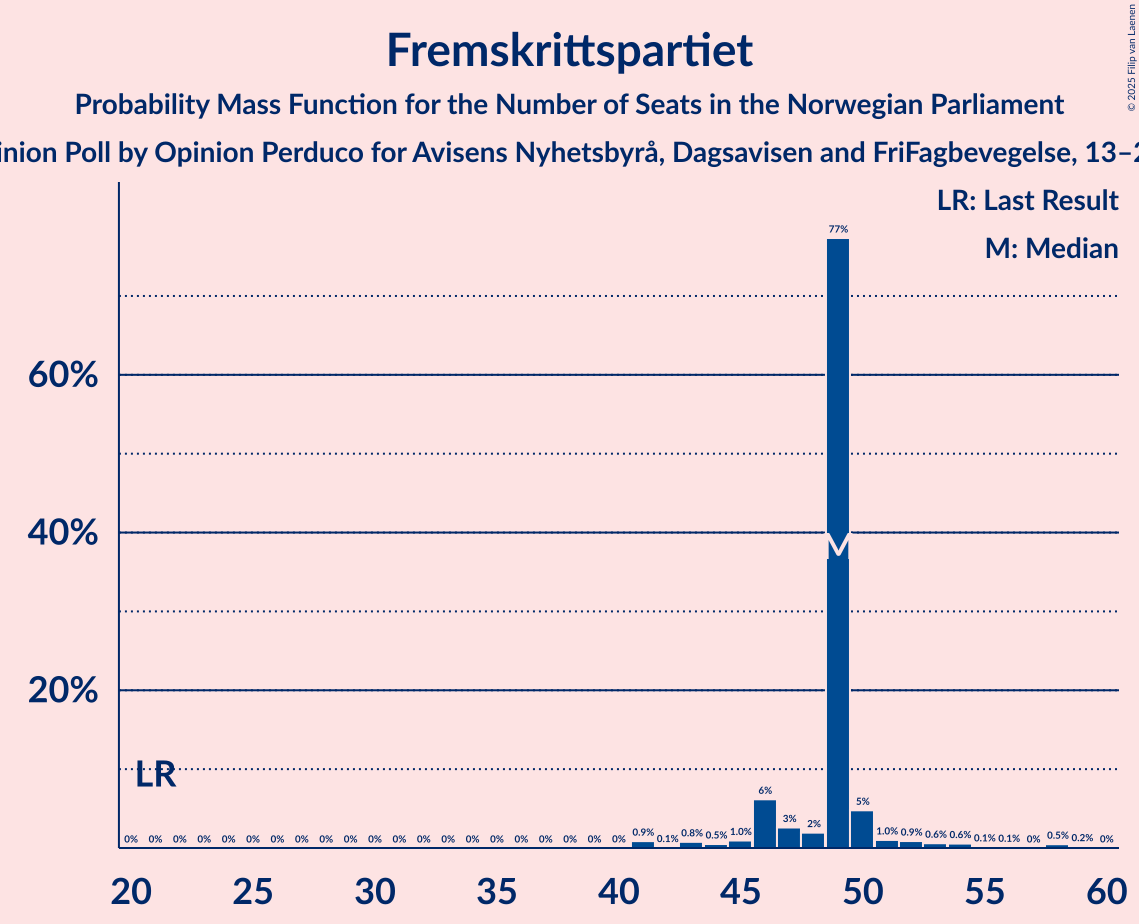 Fremskrittspartiet
Probability Mass Function for the Number of Seats in the Norwegian Parliament
inion Poll by Opinion Perduco for Avisens Nyhetsbyrå, Dagsavisen and FriFagbevegelse, 13–2
© 2025 Filip van Laenen
LR: Last Result
M: Median
77%
60%
40%
M
20%
LR
0% 0% 0% 0% 0% 0% 0% 0% 0% 0% 0% 0% 0% 0% 0% 0% 0% 0% 0% 0% 0% 0.9% 0.1% 0.8% 0.5% 1.0% 6% 3% 2% 5% 1.0% 0.9% 0.6% 0.6% 0.1% 0.1% 0% 0.5% 0.2% 0%
20 25 30 35 40 45 50 55 60